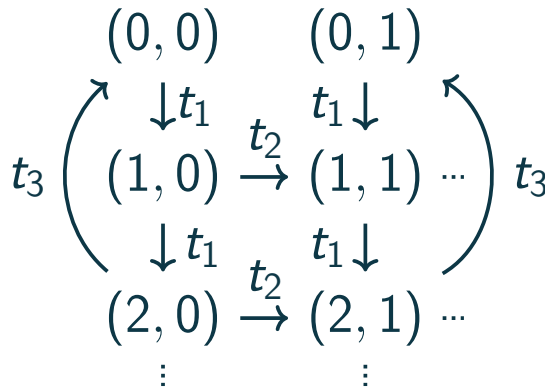 (0, 0) (0, 1)
t₁ t₁
t₂
t₃ (1, 0) (1, 1) ··· t₃
t₁ t₁
t₂
(2, 0) (2, 1) ···
⋮ ⋮